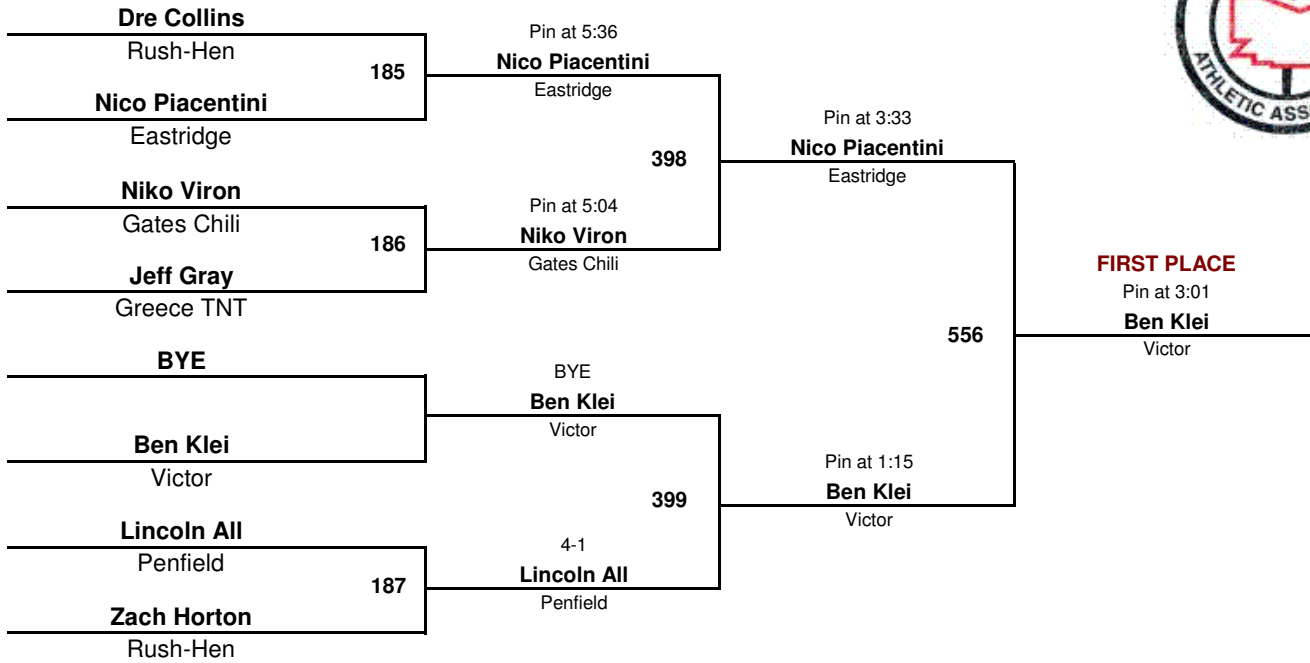 Dre Collins
Rush-Hen
185
Nico Piacentini
Eastridge
Niko Viron
Gates Chili
186
Jeff Gray
Greece TNT
BYE
Ben Klei
Victor
Lincoln All
Penfield
187
Zach Horton
Rush-Hen
Pin at 5:36
Nico Piacentini
Eastridge
398
Pin at 5:04
Niko Viron
Gates Chili
BYE
Ben Klei
Victor
399
4-1
Lincoln All
Penfield
Pin at 3:33
Nico Piacentini
Eastridge
556
Pin at 1:15
Ben Klei
Victor
FIRST PLACE
Pin at 3:01
Ben Klei
Victor
ATHLETIC